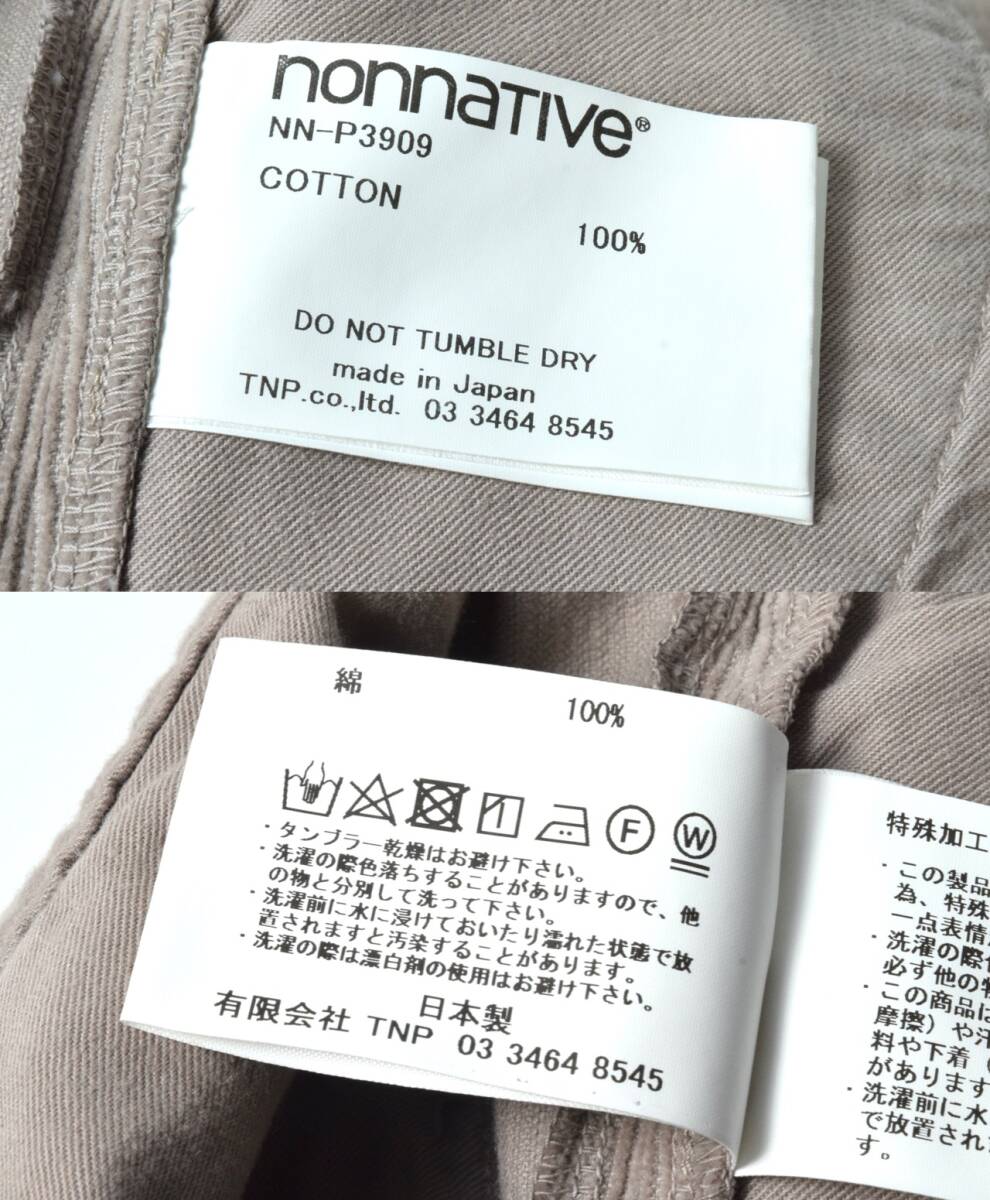 nonnaTIVe®
NN-P3909
COTTON
100%
DO NOT TUMBLE DRY
made in Japan
TNP.co.,ltd. 03 3464 8545
綿
100%
F
W
・タンブラー乾燥はお避け下さい。
・洗濯の際色落ちすることがありますので、他
の物と分別して洗って下さい。
・洗濯前に水に浸けておいたり濡れた状態で放
置されますと汚染することがあります。
・洗濯の際は漂白剤の使用はお避け下さい。
日本製
有限会社 TNP 03 3464 8545
特殊加工
・この製品
為、特殊
一点表情
・洗濯の際
必ず他の物
・この商品は
摩擦）や汗
料や下着（
があります
・洗濯前に水
で放置された
す。